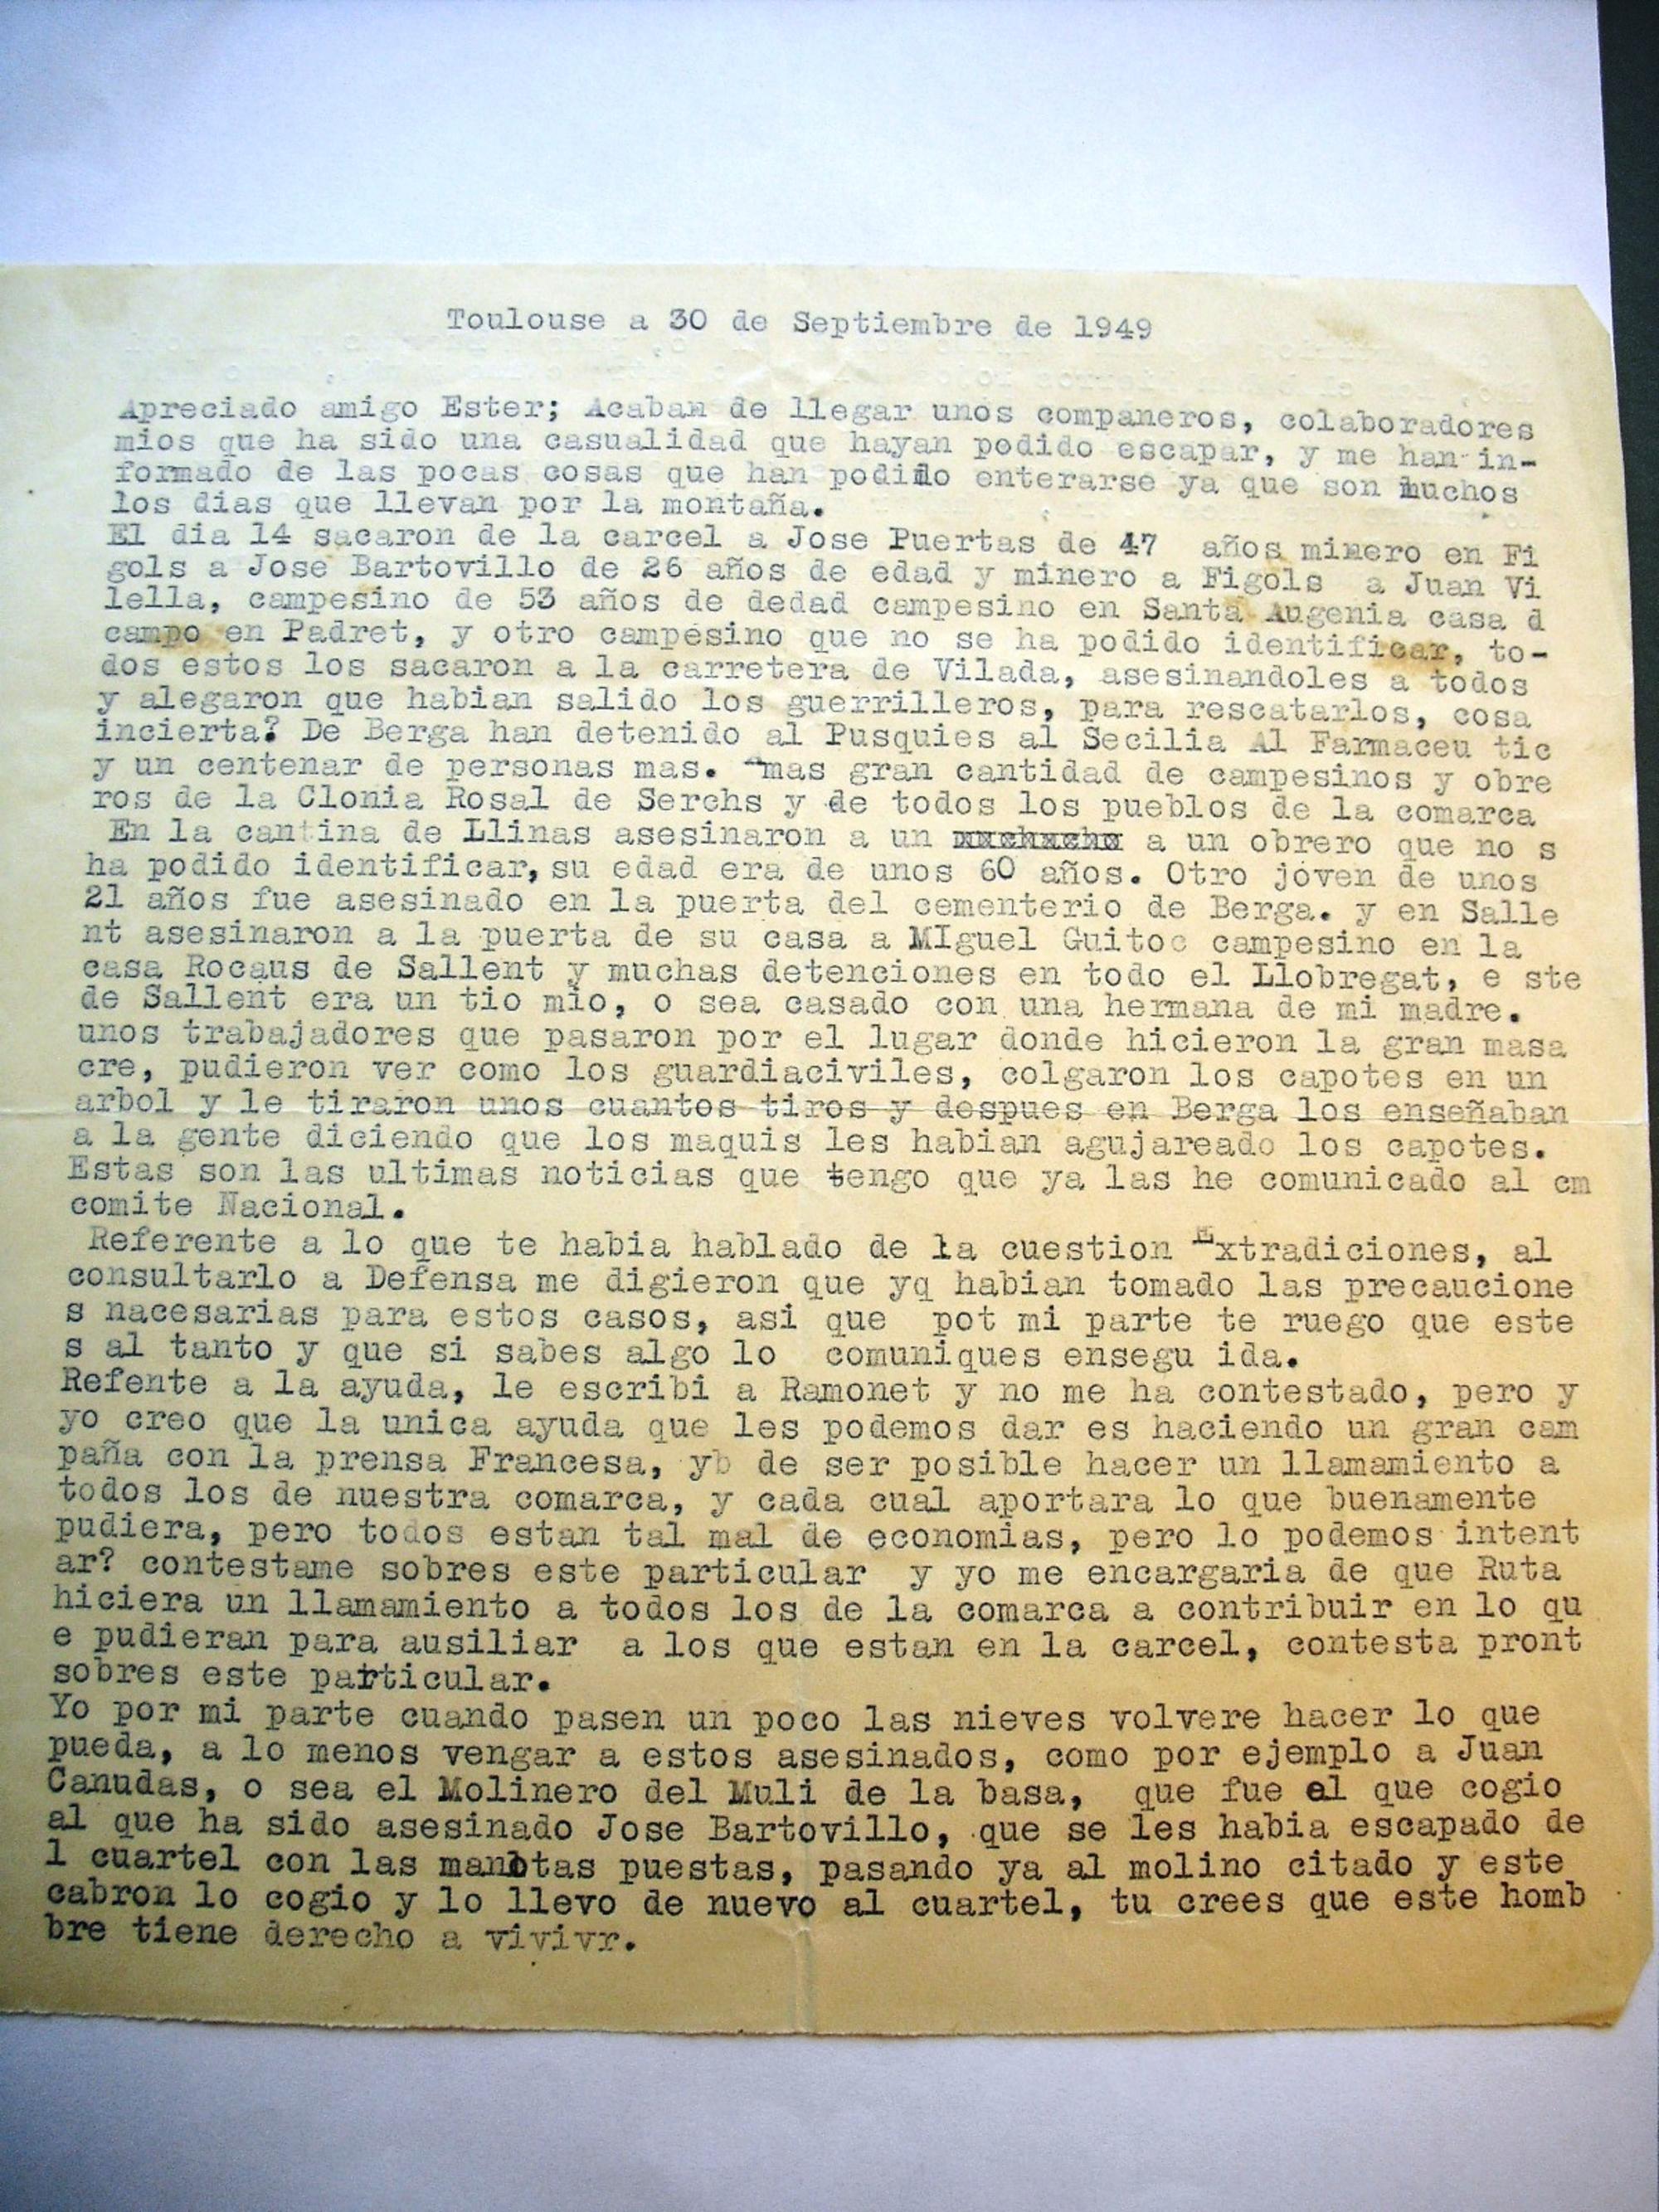 Toulouse a 30 de Septiembre de 1949
Apreciado amigo Ester; Acaban de llegar unos companeros, colaboradores
mios que ha sido una casualidad que hayan podido escapar, y me han in-
formado de las pocas cosas que han podido enterarse ya que son muchos
los dias que llevan por la montaña.
El dia 14 sacaron de la carcel a Jose Puertas de 47 años minero en Fi
gols a Jose Bartovillo de 26 años de edad y minero a Figols a Juan Vi
lella, campesino de 53 años de dedad campesino en Santa Augenia casa d
campo en Padret, y otro campesino que no se ha podido identificar, to-
dos estos los sacaron a la carretera de Vilada, asesinandoles a todos
y alegaron que habian salido los guerrilleros, para rescatarlos, cosa
incierta? De Berga han detenido al Pusquies al Secilia Al Farmaceu tic
y un centenar de personas mas. mas gran cantidad de campesinos y obre
ros de la Clonia Rosal de Serchs y de todos los pueblos de la comarca
En la cantina de Llinas asesinaron a un a un obrero que no s
ha podido identificar, su edad era de unos 60 años. Otro joven de unos
21 años fue asesinado en la puerta del cementerio de Berga. y en Salle
nt asesinaron a la puerta de su casa a MIguel Guitoc campesino en la
casa Rocaus de Sallent y muchas detenciones en todo el Llobregat, e ste
de Sallent era un tio mio, o sea casado con una hermana de mi madre.
unos trabajadores que pasaron por el lugar donde hicieron la gran masa
cre, pudieron ver como los guardiaciviles, colgaron los capotes en un
arbol y le tiraron unos cuantos tiros y despues en Berga los enseñaban
a la gente diciendo que los maquis les habian agujareado los capotes.
Estas son las ultimas noticias que tengo que ya las he comunicado al cm
comite Nacional.
Referente a lo que te habia hablado de la cuestion Extradiciones, al
consultarlo a Defensa me digieron que yq habian tomado las precaucione
s nacesarias para estos casos, asi que pot mi parte te ruego que este
s al tanto y que si sabes algo lo comuniques ensegu ida.
Refente a la ayuda, le escribi a Ramonet y no me ha contestado, pero y
yo creo que la unica ayuda que les podemos dar es haciendo un gran cam
paña con la prensa Francesa, yb de ser posible hacer un llamamiento a
todos los de nuestra comarca, y cada cual aportara lo que buenamente
pudiera, pero todos estan tal mal de economias, pero lo podemos intent
ar? contestame sobres este particular y yo me encargaria de que Ruta
hiciera un llamamiento a todos los de la comarca a contribuir en lo qu
e pudieran para ausiliar a los que estan en la carcel, contesta pront
sobres este particular.
Yo por mi parte cuando pasen un poco las nieves volvere hacer lo que
pueda, a lo menos vengar a estos asesinados, como por ejemplo a Juan
Canudas, o sea el Molinero del Muli de la basa, que fue el que cogio
al que ha sido asesinado Jose Bartovillo, que se les habia escapado de
l cuartel con las manotas puestas, pasando ya al molino citado y este
cabron lo cogio y lo llevo de nuevo al cuartel, tu crees que este homb
bre tiene derecho a vivivr.